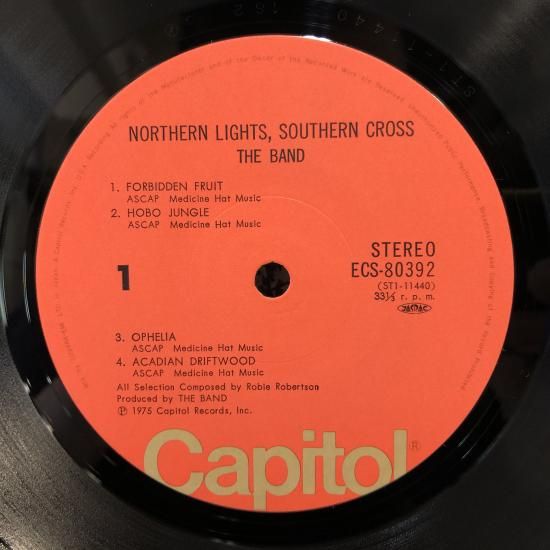 NORTHERN LIGHTS, SOUTHERN CROSS
THE BAND
1. FORBIDDEN FRUIT
ASCAP Medicine Hat Music
2. HOBO JUNGLE
ASCAP Medicine Hat Music
1
STEREO
ECS-80392
(ST1-11440)
33⅓ r. p. m.
JASRAC
3. OPHELIA
ASCAP Medicine Hat Music
4. ACADIAN DRIFTWOOD
ASCAP Medicine Hat Music
All Selection Composed by Robie Robertson
Produced by THE BAND
Ⓟ 1975 Capitol Records, Inc.
Capitol®